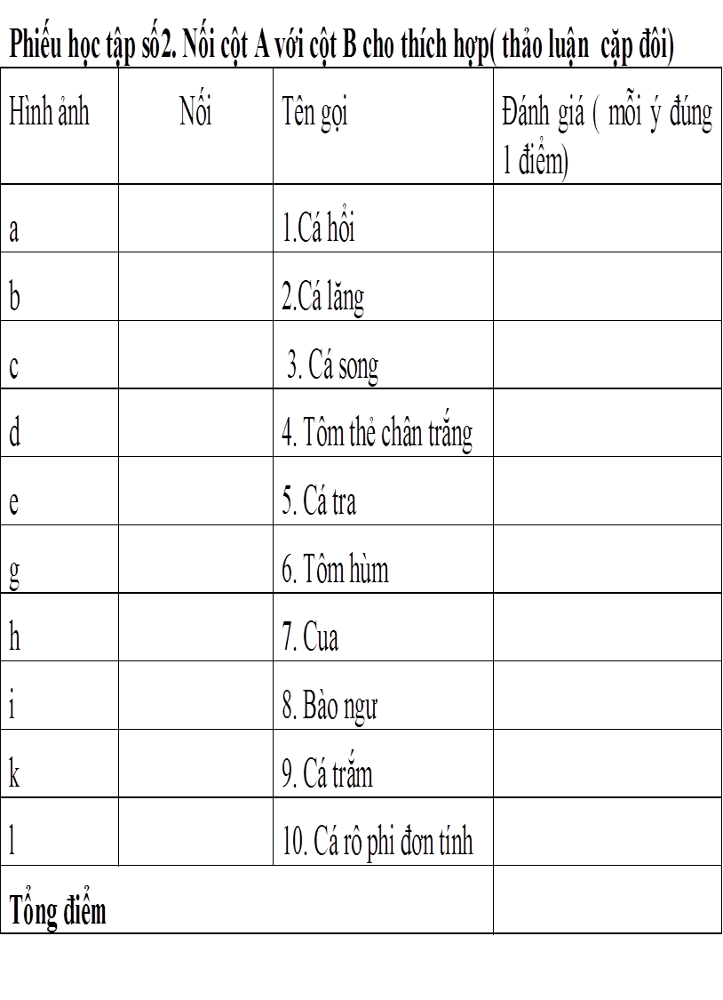 Phiếu học tập số2. Nối cột A với cột B cho thích hợp( thảo luận cặp đôi)
Hình ảnh Nối Tên gọi Đánh giá ( mỗi ý đúng
1 điểm)
a 1.Cá hổi
b 2.Cá lăng
c 3. Cá song
d 4. Tôm thẻ chân trắng
e 5. Cá tra
g 6. Tôm hùm
h 7. Cua
i 8. Bào ngư
k 9. Cá trắm
l 10. Cá rô phi đơn tính
Tổng điểm